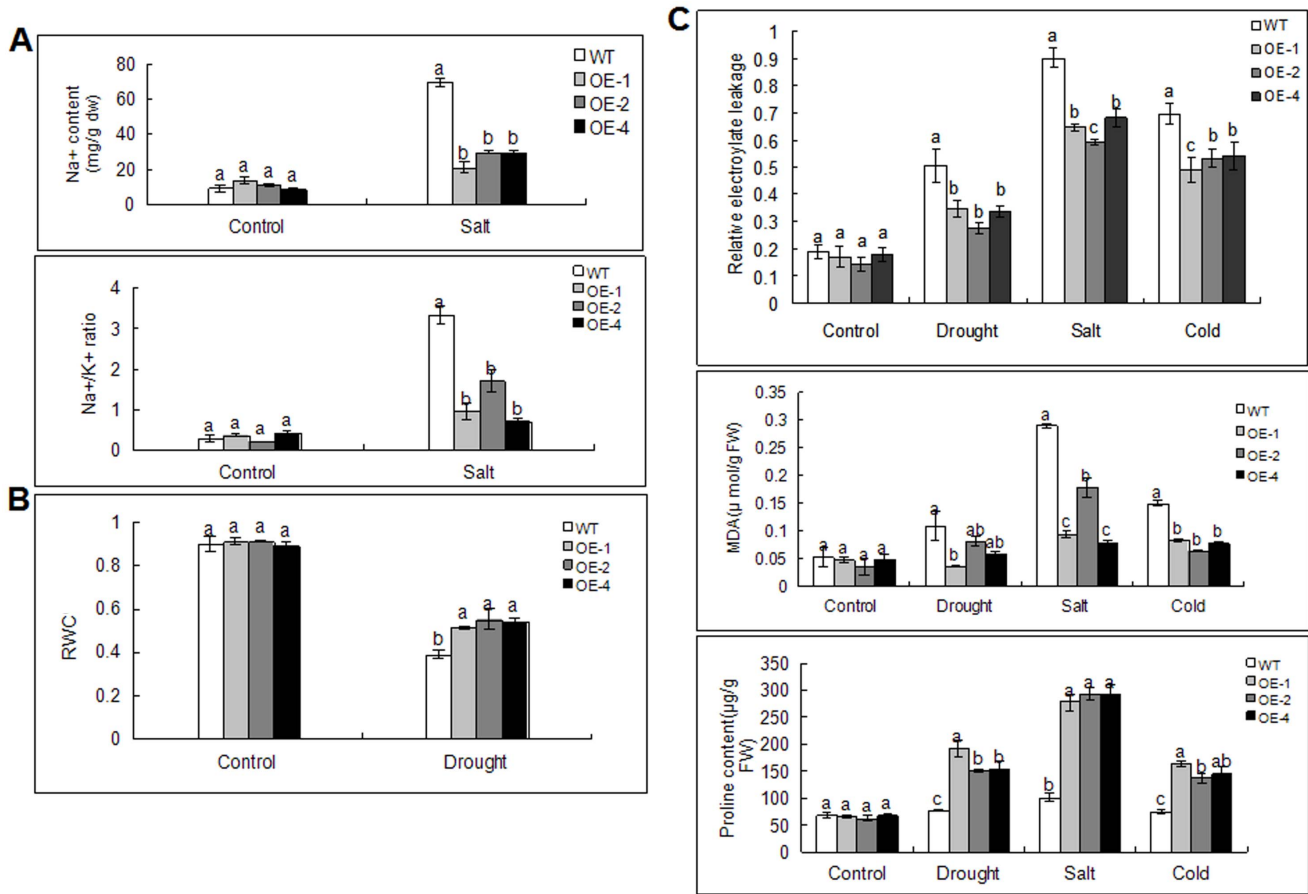 A
Na+ content
(mg/g dw)
80
60
40
20
0
a a a a
a b b b
Control Salt
WT
OE-1
OE-2
OE-4
Na+/K+ ratio
4
3
2
1
0
a a a a
a b b b
Control Salt
WT
OE-1
OE-2
OE-4
B
RWC
1
0.8
0.6
0.4
0.2
0
a a a a
b a a a
Control Drought
WT
OE-1
OE-2
OE-4
C
Relative electroylate leakage
1
0.9
0.8
0.7
0.6
0.5
0.4
0.3
0.2
0.1
0
a a a a
a b b b
a b c b
a c b b
Control Drought Salt Cold
WT
OE-1
OE-2
OE-4
MDA(μ mol/g FW)
0.35
0.3
0.25
0.2
0.15
0.1
0.05
0
a a a a
a b ab ab
a c b c
a b b b
Control Drought Salt Cold
WT
OE-1
OE-2
OE-4
Proline content(μg/g
FW)
350
300
250
200
150
100
50
0
a a a a
c a b b
b a a a
c a b ab
Control Drought Salt Cold
WT
OE-1
OE-2
OE-4